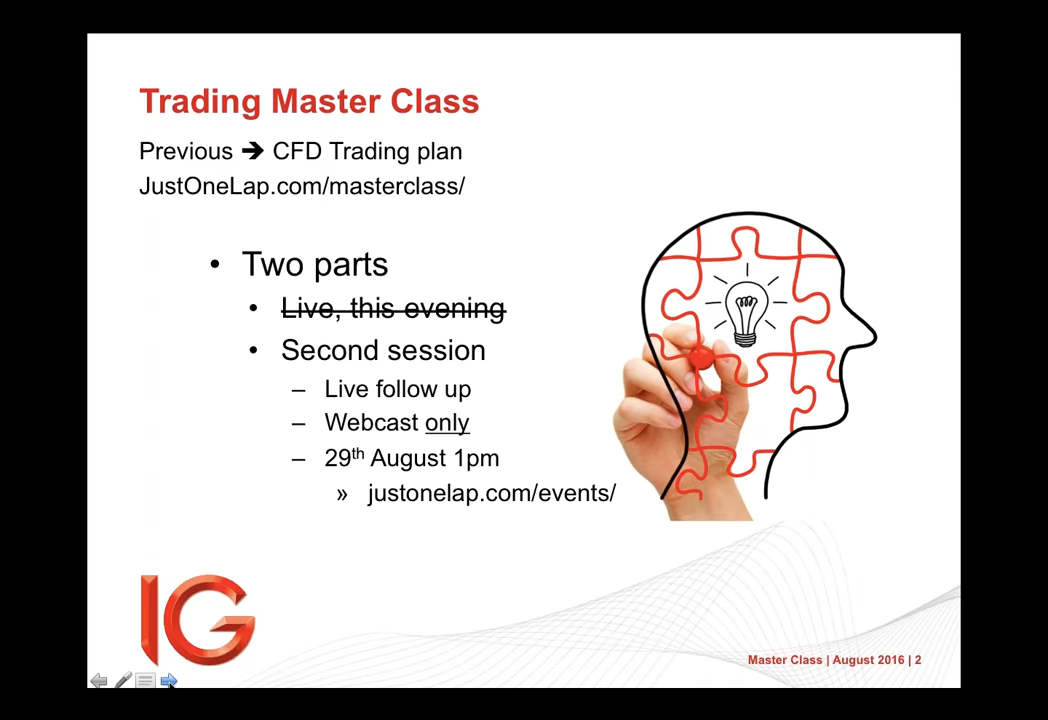 Trading Master Class
Previous ➔ CFD Trading plan
JustOneLap.com/masterclass/
• Two parts
• Live, this evening
• Second session
– Live follow up
– Webcast only
– 29th August 1pm
» justonelap.com/events/
IG
Master Class | August 2016 | 2